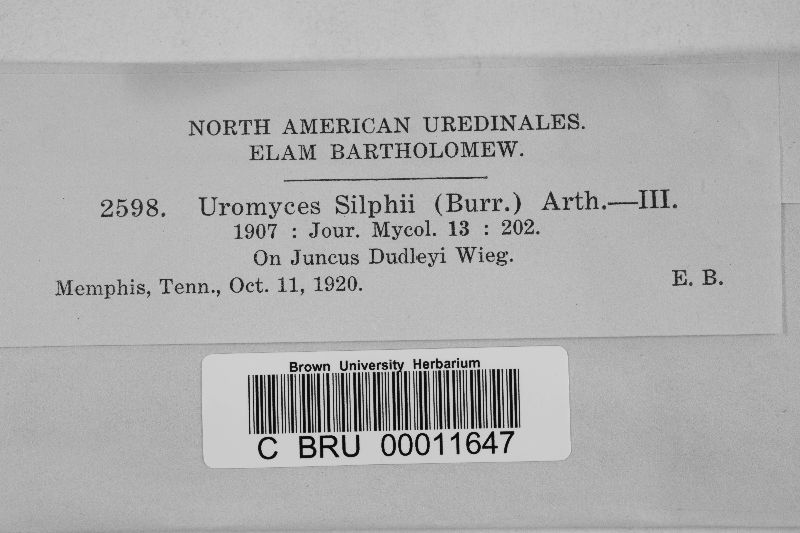 NORTH AMERICAN UREDINALES.
ELAM BARTHOLOMEW.
2598. Uromyces Silphii (Burr.) Arth.—III.
1907 : Jour. Mycol. 13 : 202.
On Juncus Dudleyi Wieg.
Memphis, Tenn., Oct. 11, 1920. E. B.
Brown University Herbarium
C BRU 00011647